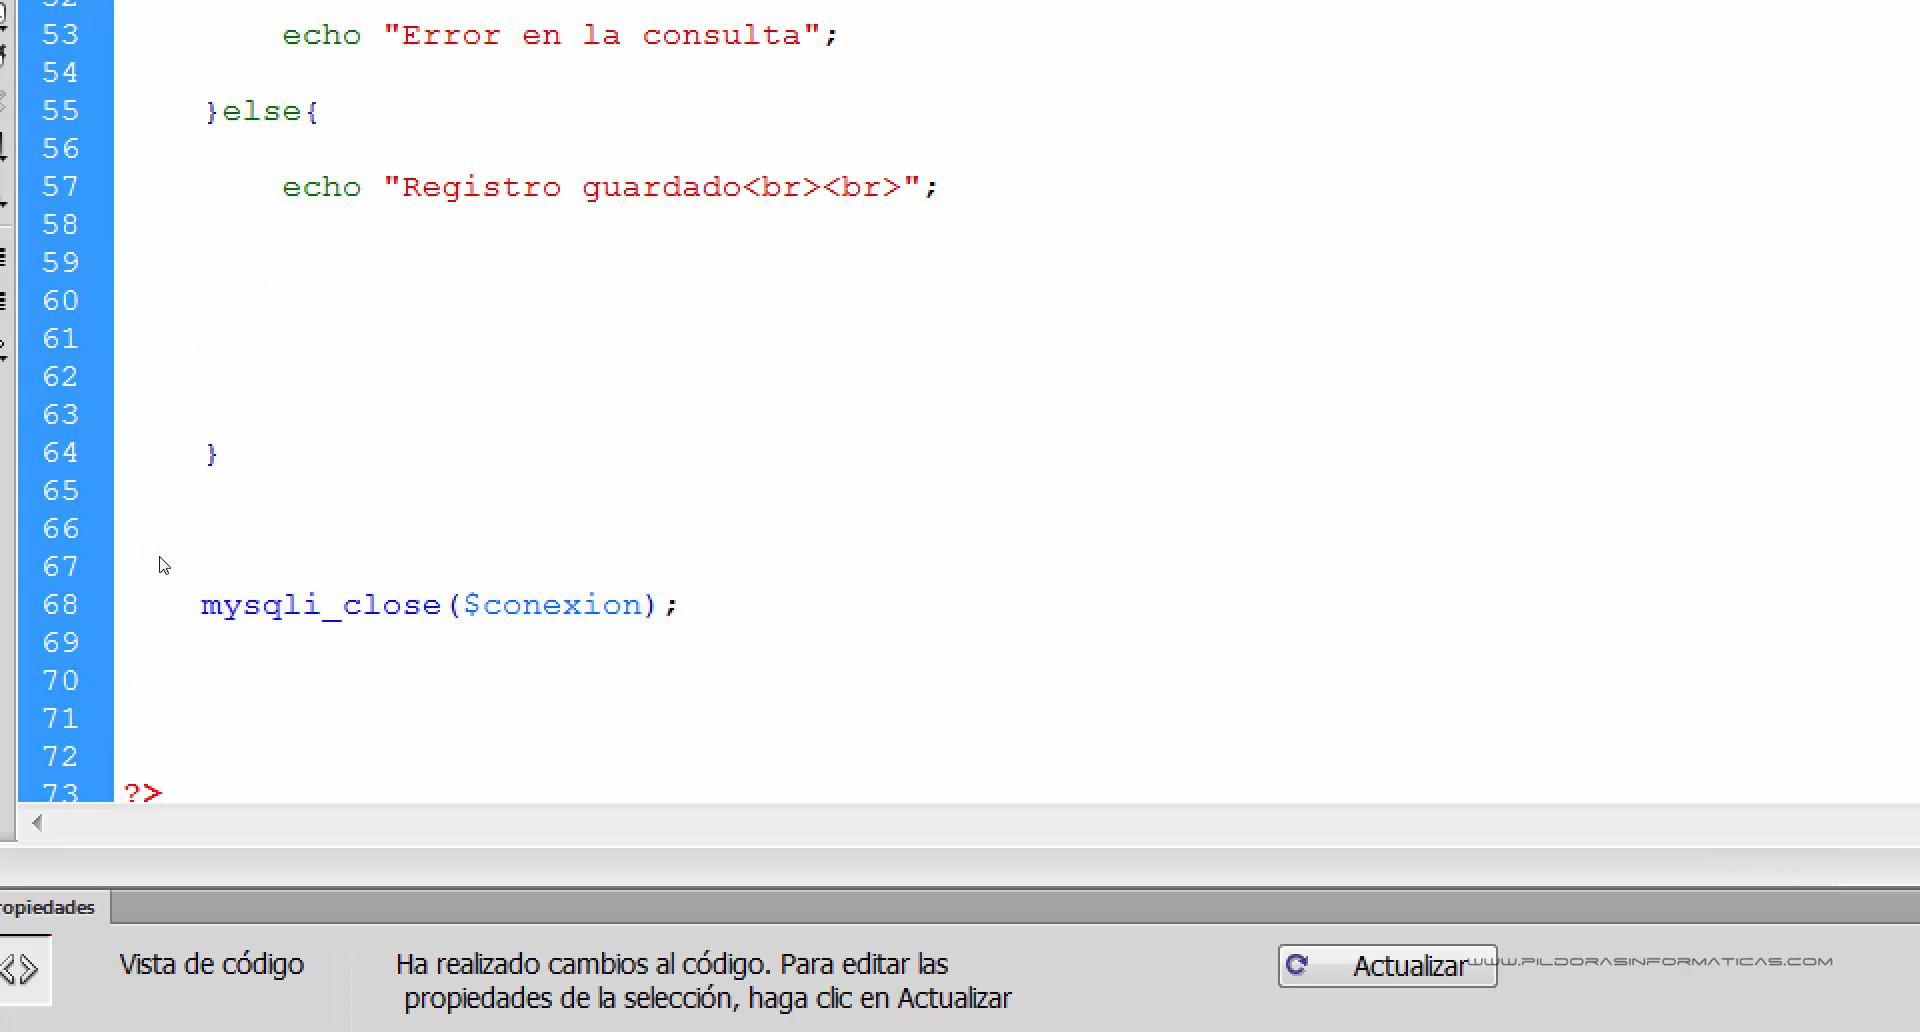 52
53 echo "Error en la consulta";
54
55 }else{
56
57 echo "Registro guardado<br><br>";
58
59
60
61
62
63
64 }
65
66
67
68 mysqli_close($conexion);
69
70
71
72
73 ?>
ropiedades
Vista de código
Ha realizado cambios al código. Para editar las
propiedades de la selección, haga clic en Actualizar
Actualizar
WWW.PILDORASINFORMATICAS.COM